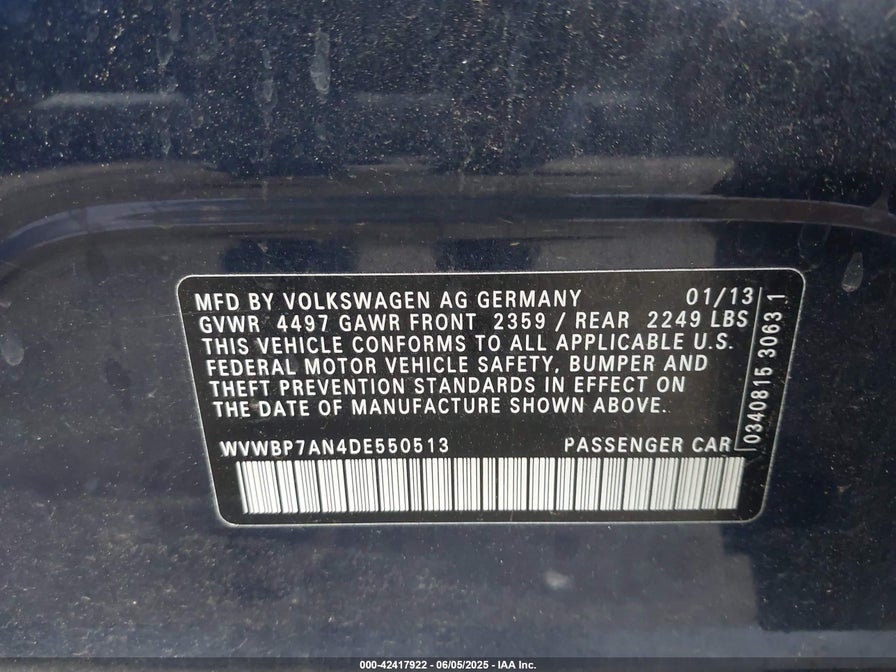 MFD BY VOLKSWAGEN AG GERMANY 01/13
GVWR 4497 GAWR FRONT 2359 / REAR 2249 LBS
THIS VEHICLE CONFORMS TO ALL APPLICABLE U.S.
FEDERAL MOTOR VEHICLE SAFETY, BUMPER AND
THEFT PREVENTION STANDARDS IN EFFECT ON
THE DATE OF MANUFACTURE SHOWN ABOVE.
WVWBP7AN4DE550513 PASSENGER CAR
0340815 3063 1
000-42417922 - 06/05/2025 - IAA Inc.